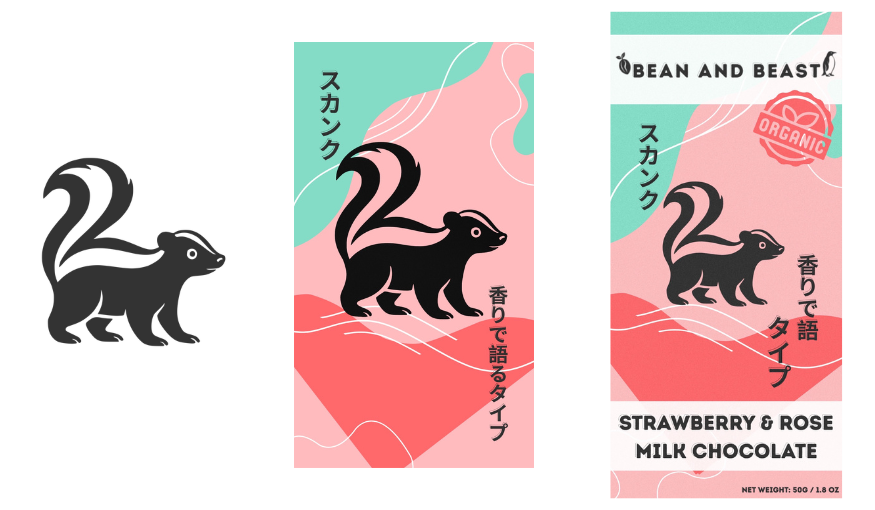 スカンク
香りで語るタイプ
BEAN AND BEAST
ORGANIC
スカンク
香りで語
タイプ
STRAWBERRY & ROSE
MILK CHOCOLATE
NET WEIGHT: 50G / 1.8 OZ